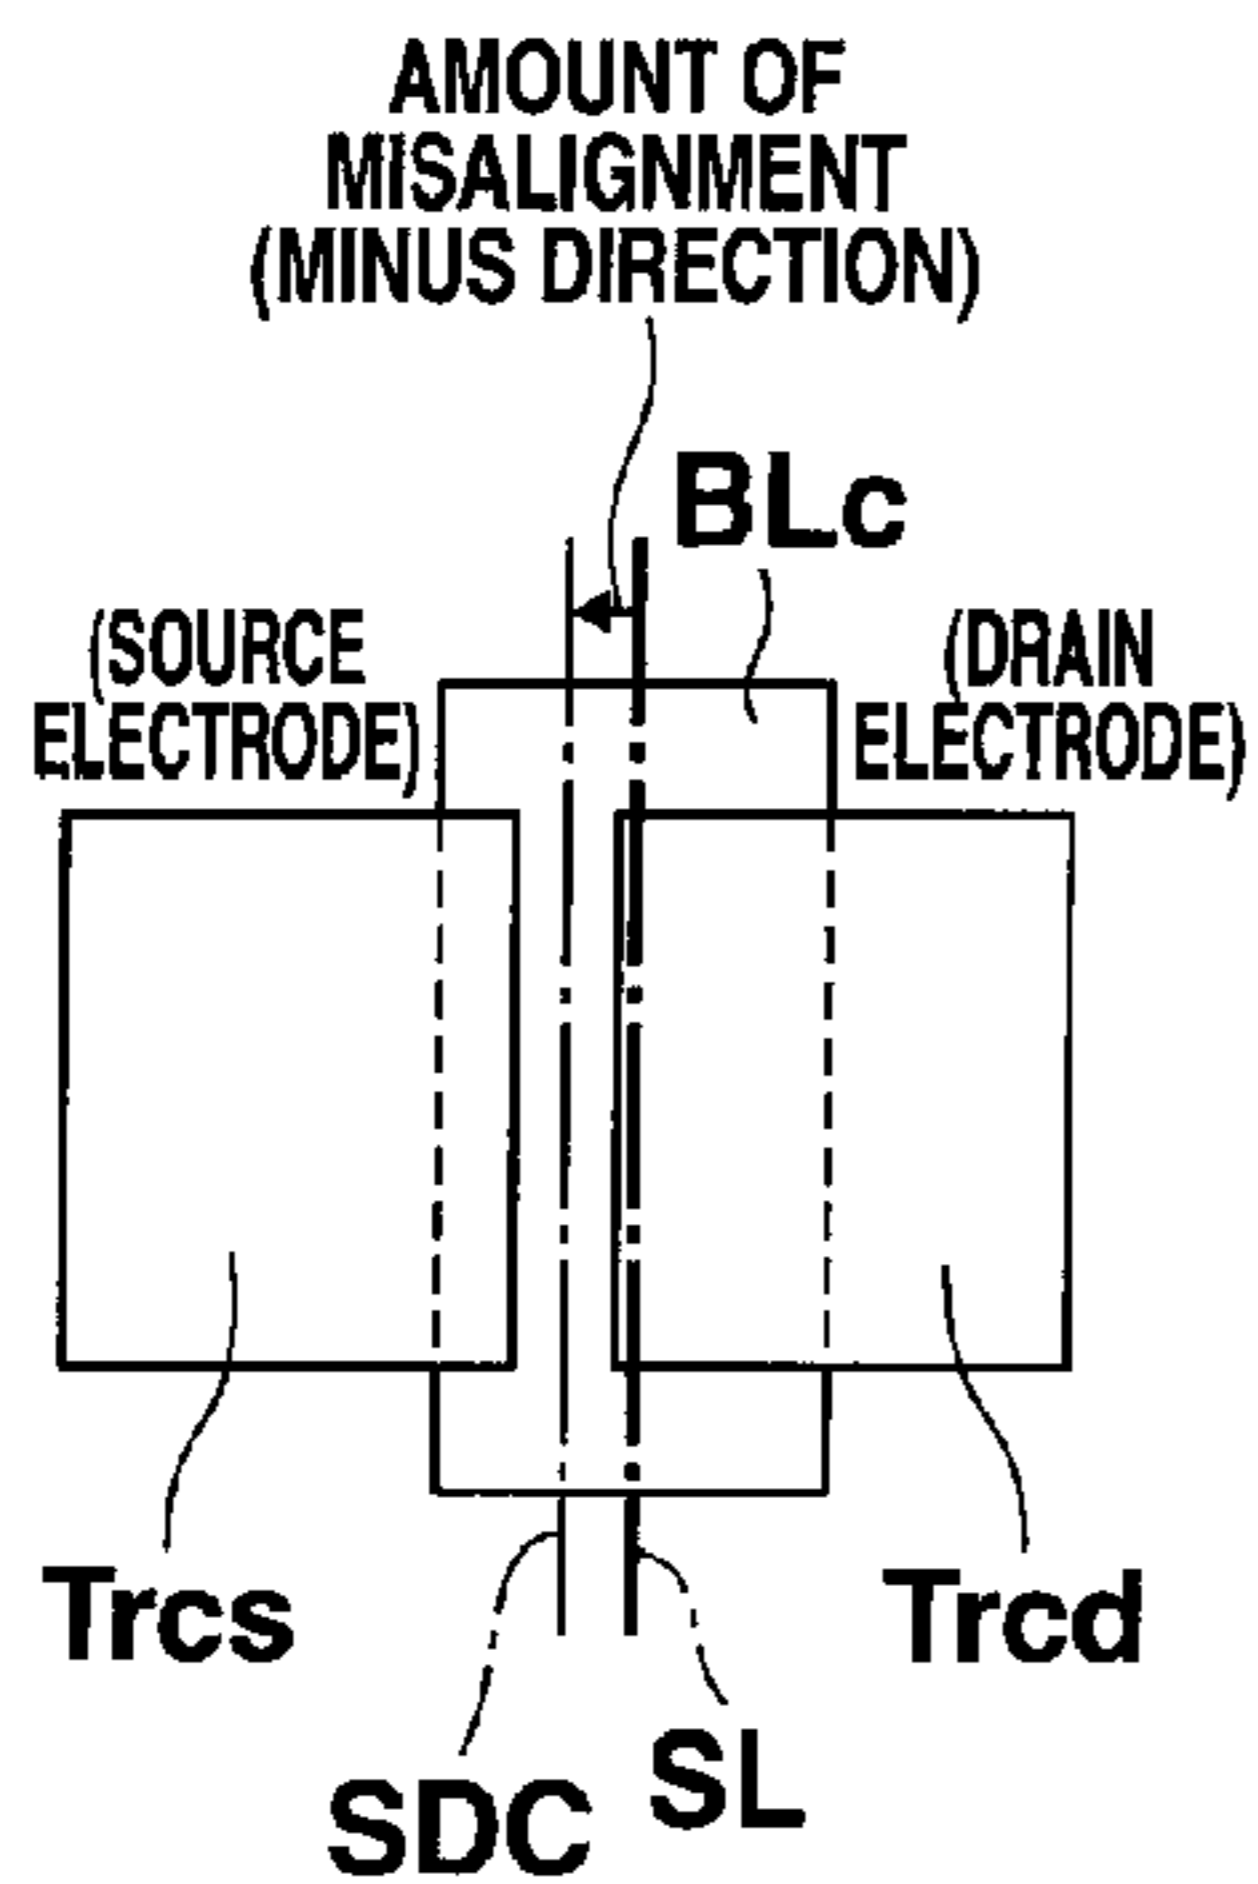 AMOUNT OF
MISALIGNMENT
(MINUS DIRECTION)
BLc
(SOURCE
ELECTRODE)
(DRAIN
ELECTRODE)
Trcs
Trcd
SDC
SL